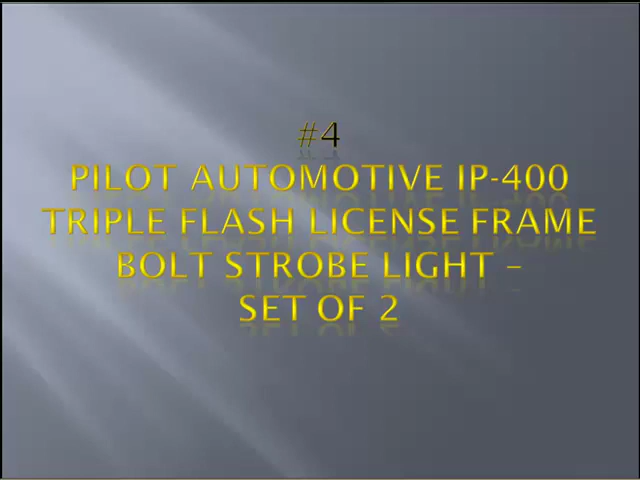 #4
PILOT AUTOMOTIVE IP-400
TRIPLE FLASH LICENSE FRAME
BOLT STROBE LIGHT –
SET OF 2